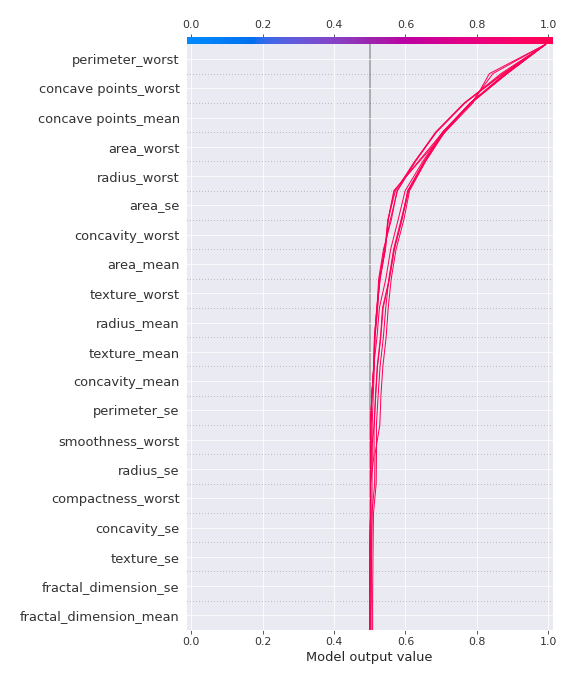 0.0 0.2 0.4 0.6 0.8 1.0
perimeter_worst
concave points_worst
concave points_mean
area_worst
radius_worst
area_se
concavity_worst
area_mean
texture_worst
radius_mean
texture_mean
concavity_mean
perimeter_se
smoothness_worst
radius_se
compactness_worst
concavity_se
texture_se
fractal_dimension_se
fractal_dimension_mean
0.0 0.2 0.4 0.6 0.8 1.0
Model output value